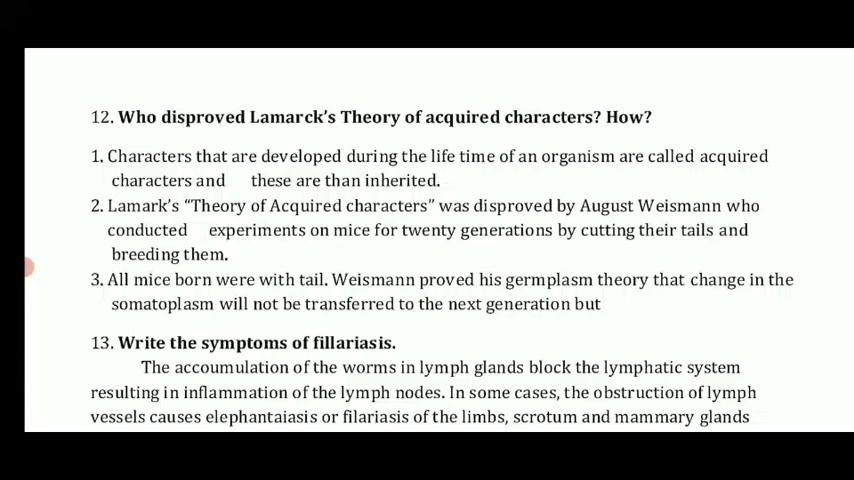 12. Who disproved Lamarck's Theory of acquired characters? How?
1. Characters that are developed during the life time of an organism are called acquired
characters and these are than inherited.
2. Lamark's “Theory of Acquired characters” was disproved by August Weismann who
conducted experiments on mice for twenty generations by cutting their tails and
breeding them.
3. All mice born were with tail. Weismann proved his germplasm theory that change in the
somatoplasm will not be transferred to the next generation but
13. Write the symptoms of fillariasis.
The accoumulation of the worms in lymph glands block the lymphatic system
resulting in inflammation of the lymph nodes. In some cases, the obstruction of lymph
vessels causes elephantaiasis or filariasis of the limbs, scrotum and mammary glands